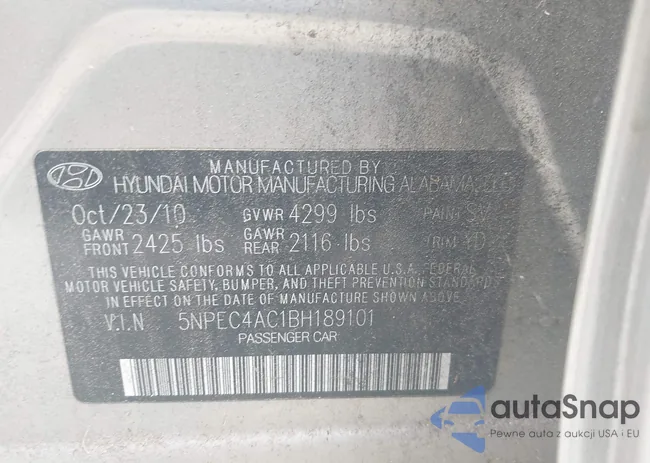 MANUFACTURED BY
HYUNDAI MOTOR MANUFACTURING ALABAMA,
Oct/23/10 GVWR 4299 lbs PAINT
GAWR FRONT 2425 lbs GAWR REAR 2116 lbs TRIM YD
THIS VEHICLE CONFORMS TO ALL APPLICABLE U.S.A. FEDERAL
MOTOR VEHICLE SAFETY, BUMPER, AND THEFT PREVENTION STANDARDS
IN EFFECT ON THE DATE OF MANUFACTURE SHOWN ABOVE.
V.I.N 5NPEC4AC1BH189101
PASSENGER CAR
autoSnap
Pewne auta z aukcji USA i EU